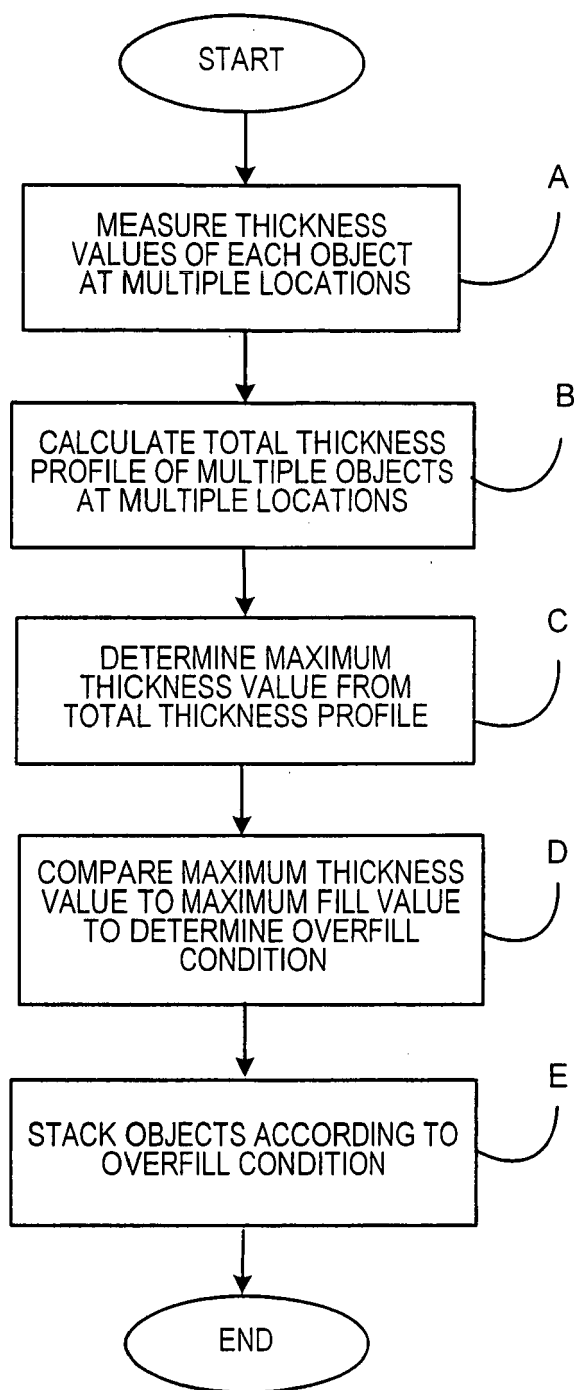 START
A
MEASURE THICKNESS
VALUES OF EACH OBJECT
AT MULTIPLE LOCATIONS
B
CALCULATE TOTAL THICKNESS
PROFILE OF MULTIPLE OBJECTS
AT MULTIPLE LOCATIONS
C
DETERMINE MAXIMUM
THICKNESS VALUE FROM
TOTAL THICKNESS PROFILE
D
COMPARE MAXIMUM THICKNESS
VALUE TO MAXIMUM FILL VALUE
TO DETERMINE OVERFILL
CONDITION
E
STACK OBJECTS ACCORDING TO
OVERFILL CONDITION
END